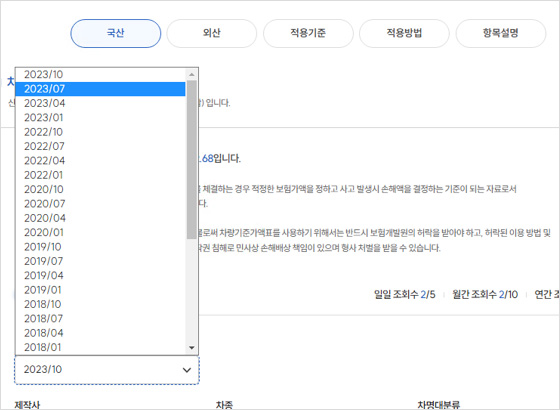 국산
외산
적용기준
적용방법
항목설명
2023/10
2023/07
2023/04
2023/01
2022/10
2022/07
2022/04
2022/01
2020/10
2020/07
2020/04
2020/01
2019/10
2019/07
2019/04
2019/01
2018/10
2018/07
2018/04
2018/01
입니다.
.68입니다.
체결하는 경우 적정한 보험가액을 정하고 사고 발생시 손해액을 결정하는 기준이 되는 자료로서
다.
로써 차량기준가액표를 사용하기 위해서는 반드시 보험개발원의 허락을 받아야 하고, 허락된 이용 방법 및
침해로 민사상 손해배상 책임이 있으며 형사 처벌을 받을 수 있습니다.
일일 조회수 2/5
월간 조회수 2/10
연간 조
2023/10
제작사
차종
차명대분류